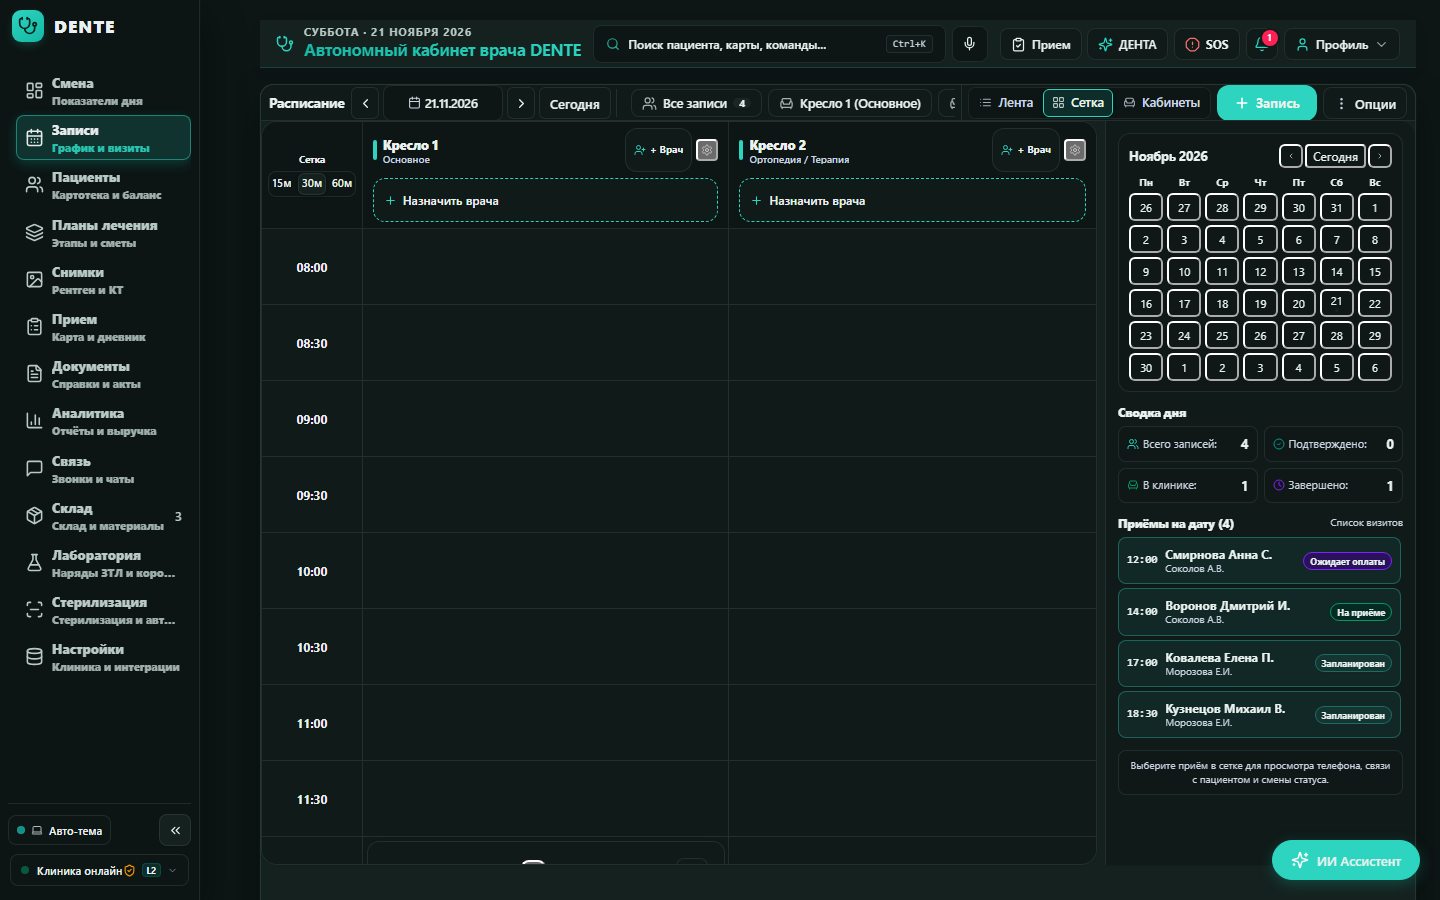 DENTE
Смена
Показатели дня
Записи
График и визиты
Пациенты
Картотека и баланс
Планы лечения
Этапы и сметы
Снимки
Рентген и КТ
Прием
Карта и дневник
Документы
Справки и акты
Аналитика
Отчёты и выручка
Связь
Звонки и чаты
Склад
Склад и материалы
3
Лаборатория
Наряды ЗТЛ и коро...
Стерилизация
Стерилизация и авт...
Настройки
Клиника и интеграции
Авто-тема
Клиника онлайн L2
СУББОТА · 21 НОЯБРЯ 2026
Автономный кабинет врача DENTE
Поиск пациента, карты, команды...
Ctrl+K
Прием
ДЕНТА
SOS
1
Профиль
Расписание
21.11.2026
Сегодня
Все записи 4
Кресло 1 (Основное)
Лента
Сетка
Кабинеты
Запись
Опции
Сетка
15м 30м 60м
Кресло 1
Основное
+ Врач
Назначить врача
Кресло 2
Ортопедия / Терапия
+ Врач
Назначить врача
08:00
08:30
09:00
09:30
10:00
10:30
11:00
11:30
Ноябрь 2026
Сегодня
Пн Вт Ср Чт Пт Сб Вс
26 27 28 29 30 31 1
2 3 4 5 6 7 8
9 10 11 12 13 14 15
16 17 18 19 20 21 22
23 24 25 26 27 28 29
30 1 2 3 4 5 6
Сводка дня
Всего записей: 4
Подтверждено: 0
В клинике: 1
Завершено: 1
Приёмы на дату (4)
Список визитов
12:00 Смирнова Анна С.
Соколов А.В.
Ожидает оплаты
14:00 Воронов Дмитрий И.
Соколов А.В.
На приёме
17:00 Ковалева Елена П.
Морозова Е.И.
Запланирован
18:30 Кузнецов Михаил В.
Морозова Е.И.
Запланирован
Выберите приём в сетке для просмотра телефона, связи
с пациентом и смены статуса.
ИИ Ассистент